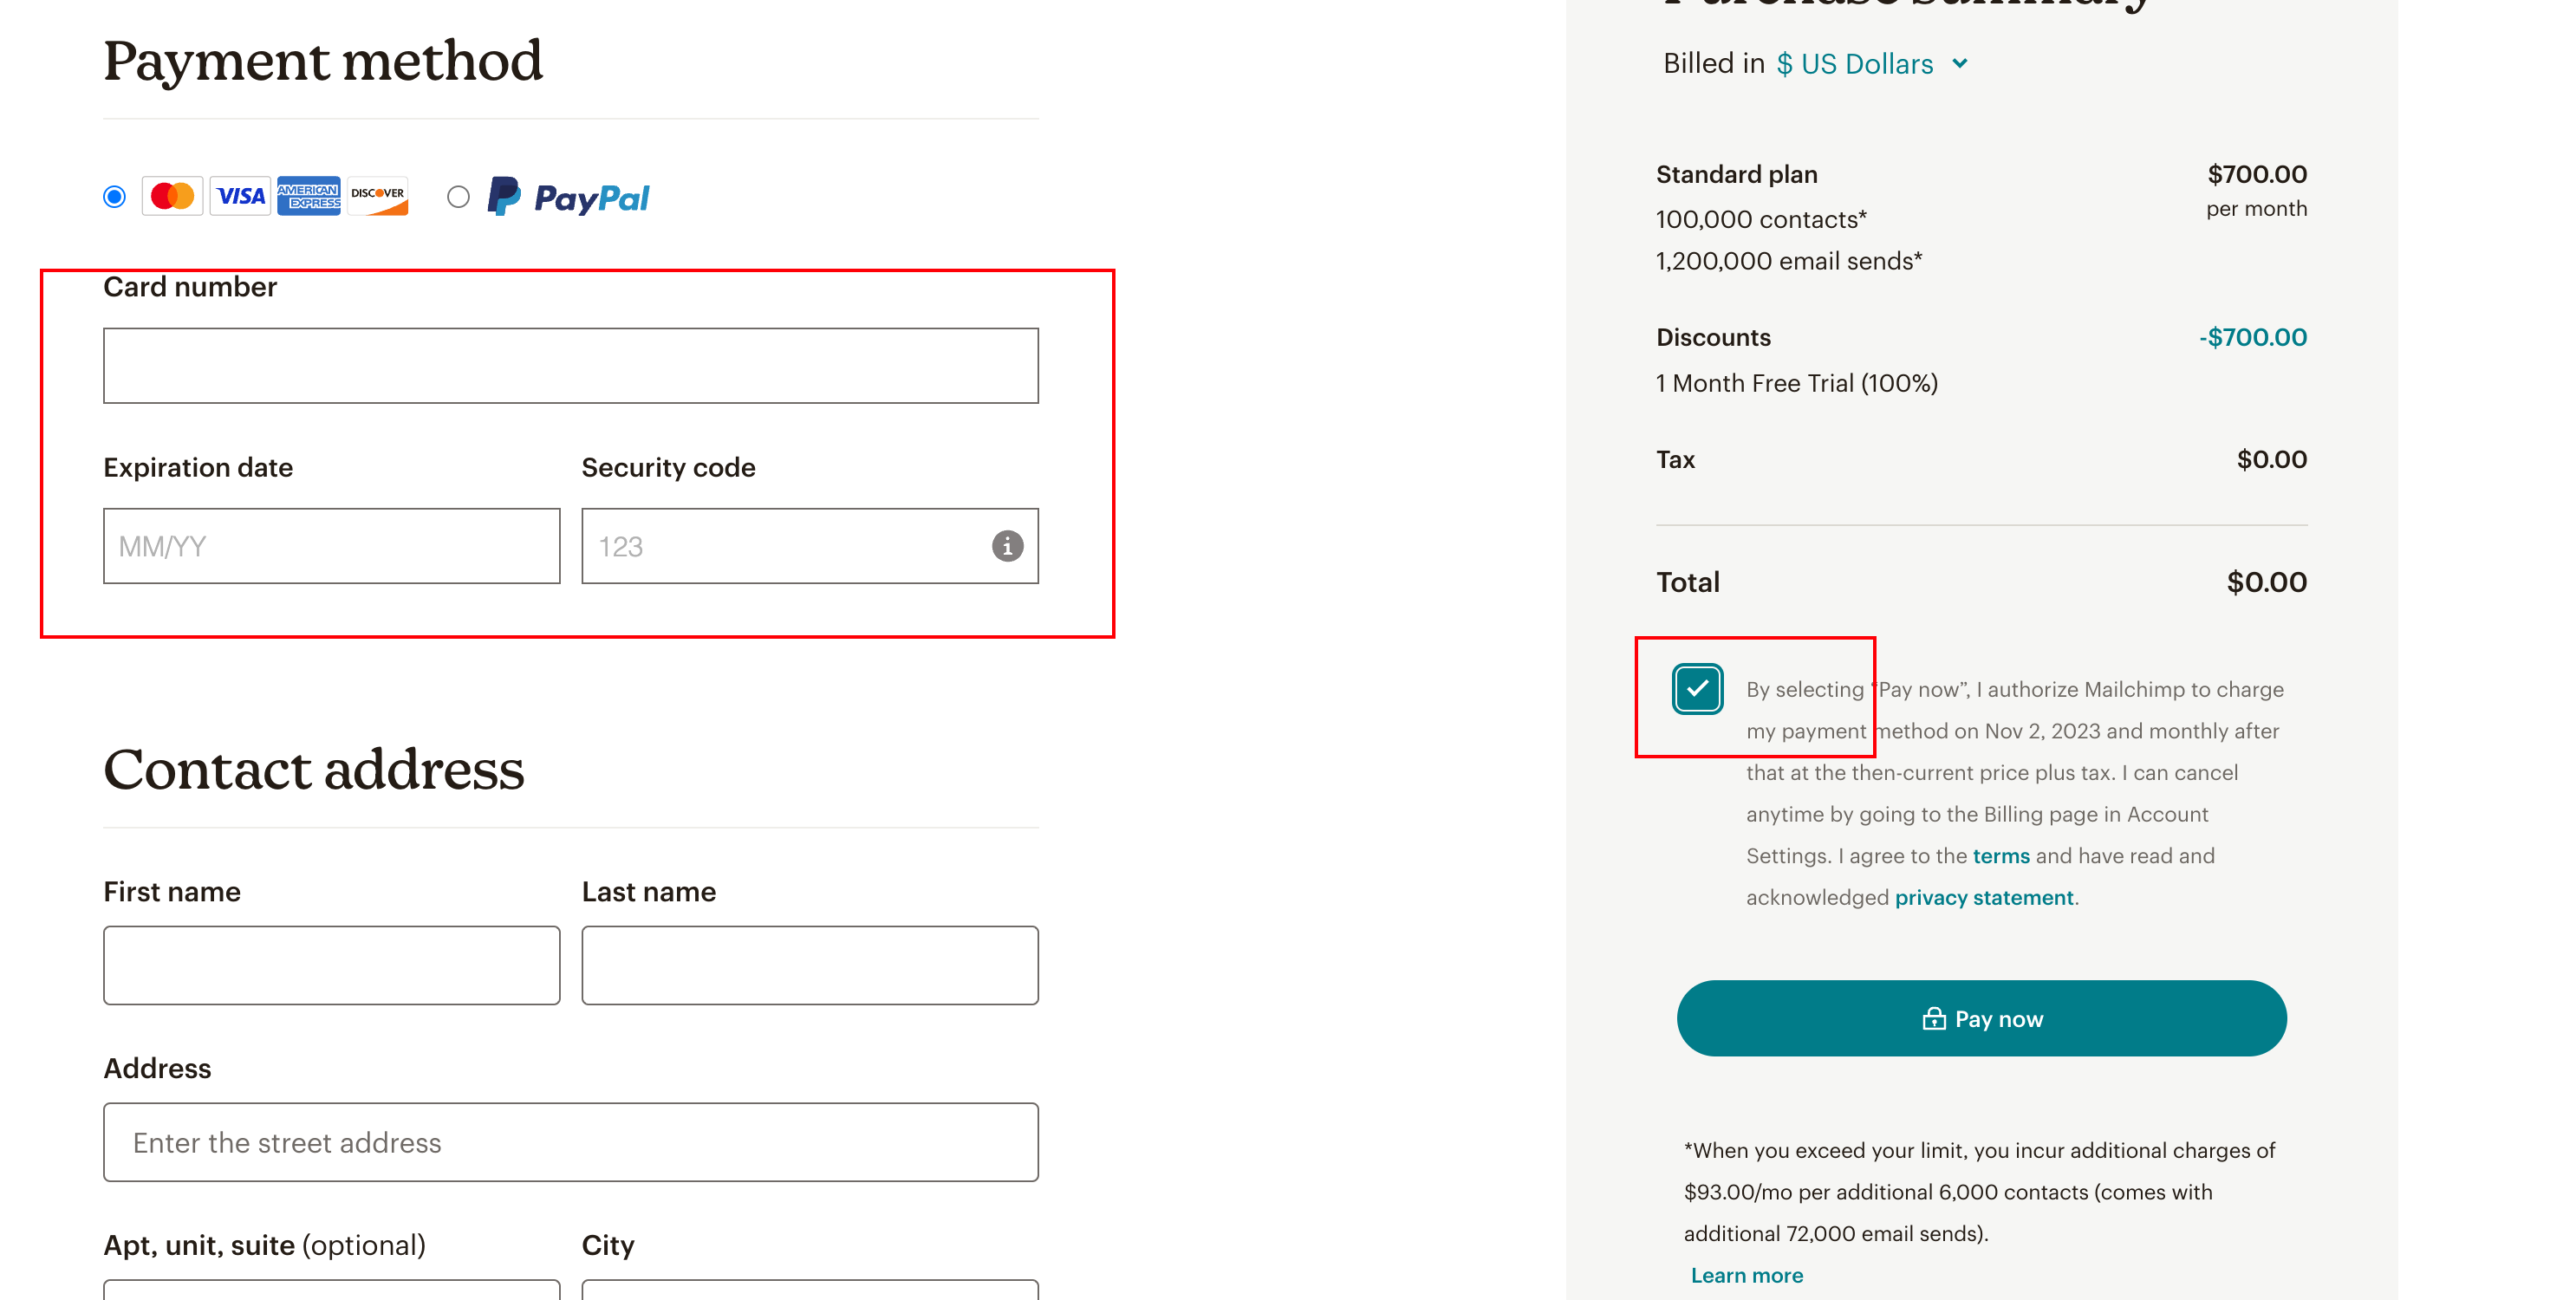 Payment method
VISA
AMERICAN EXPRESS
DISCOVER
PayPal
Card number
Expiration date Security code
MM/YY 123
Contact address
First name Last name
Address
Enter the street address
Apt, unit, suite (optional) City
Purchase summary
Billed in $ US Dollars
Standard plan $700.00
per month
100,000 contacts*
1,200,000 email sends*
Discounts -$700.00
1 Month Free Trial (100%)
Tax $0.00
Total $0.00
By selecting “Pay now”, I authorize Mailchimp to charge
my payment method on Nov 2, 2023 and monthly after
that at the then-current price plus tax. I can cancel
anytime by going to the Billing page in Account
Settings. I agree to the terms and have read and
acknowledged privacy statement.
Pay now
*When you exceed your limit, you incur additional charges of
$93.00/mo per additional 6,000 contacts (comes with
additional 72,000 email sends).
Learn more